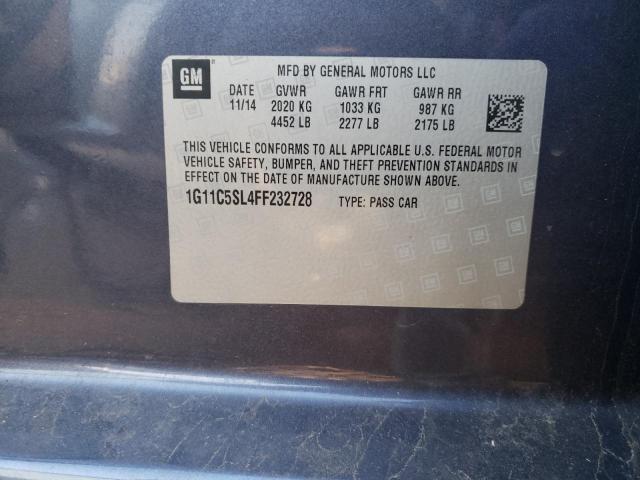 GM MFD BY GENERAL MOTORS LLC
DATE GVWR GAWR FRT GAWR RR
11/14 2020 KG 1033 KG 987 KG
4452 LB 2277 LB 2175 LB
THIS VEHICLE CONFORMS TO ALL APPLICABLE U.S. FEDERAL MOTOR
VEHICLE SAFETY, BUMPER, AND THEFT PREVENTION STANDARDS IN
EFFECT ON THE DATE OF MANUFACTURE SHOWN ABOVE.
1G11C5SL4FF232728 TYPE: PASS CAR